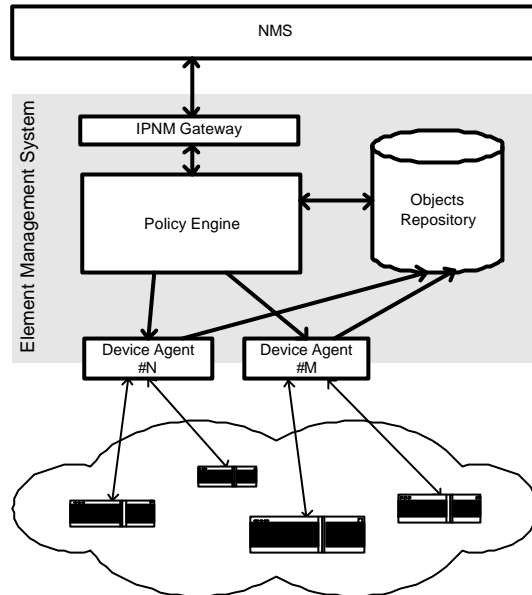 NMS
Element Management System
IPNM Gateway
Policy Engine
Objects
Repository
Device Agent
#N
Device Agent
#M